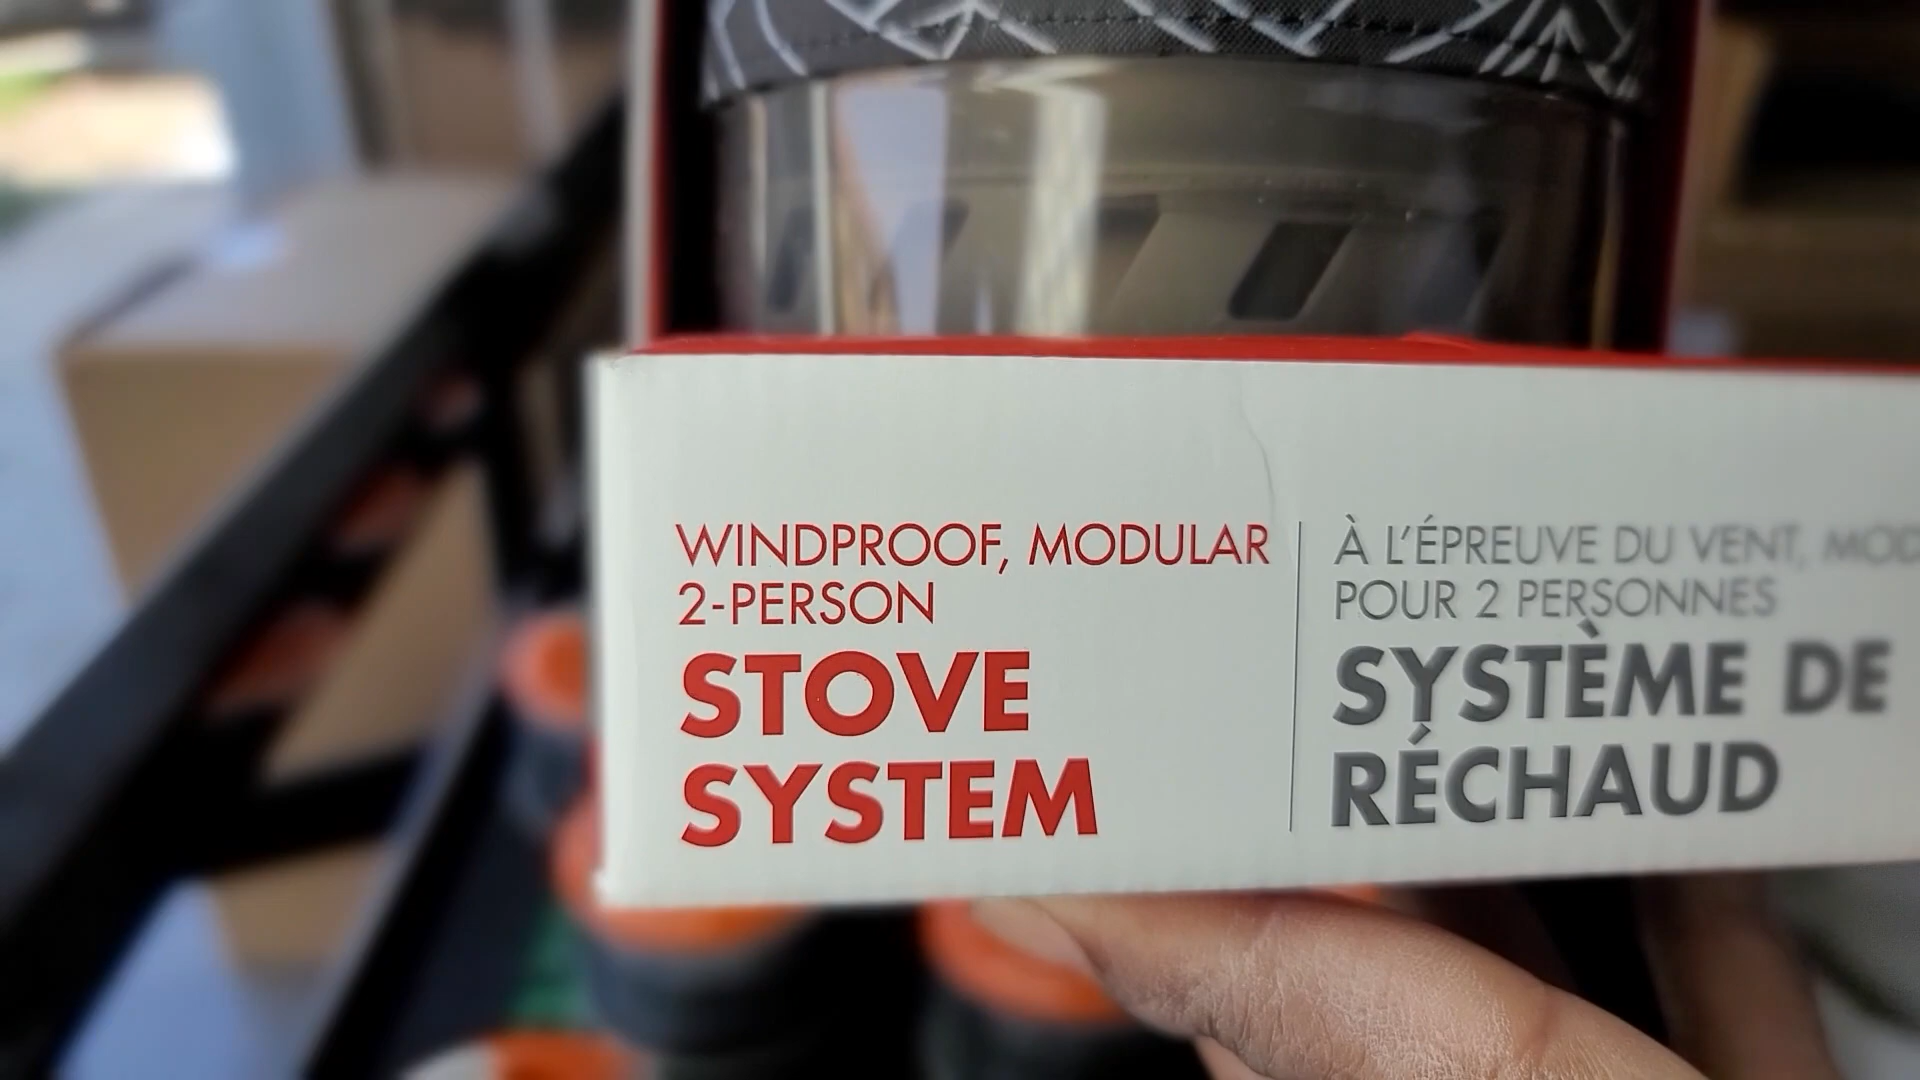 WINDPROOF, MODULAR
2-PERSON
STOVE
SYSTEM
À L'ÉPREUVE DU VENT,
POUR 2 PERSONNES
SYSTÈME DE
RÉCHAUD